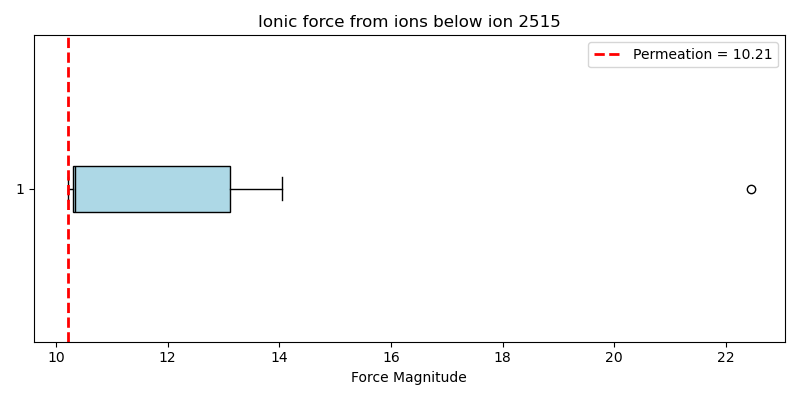 Ionic force from ions below ion 2515
Permeation = 10.21
1
10 12 14 16 18 20 22
Force Magnitude